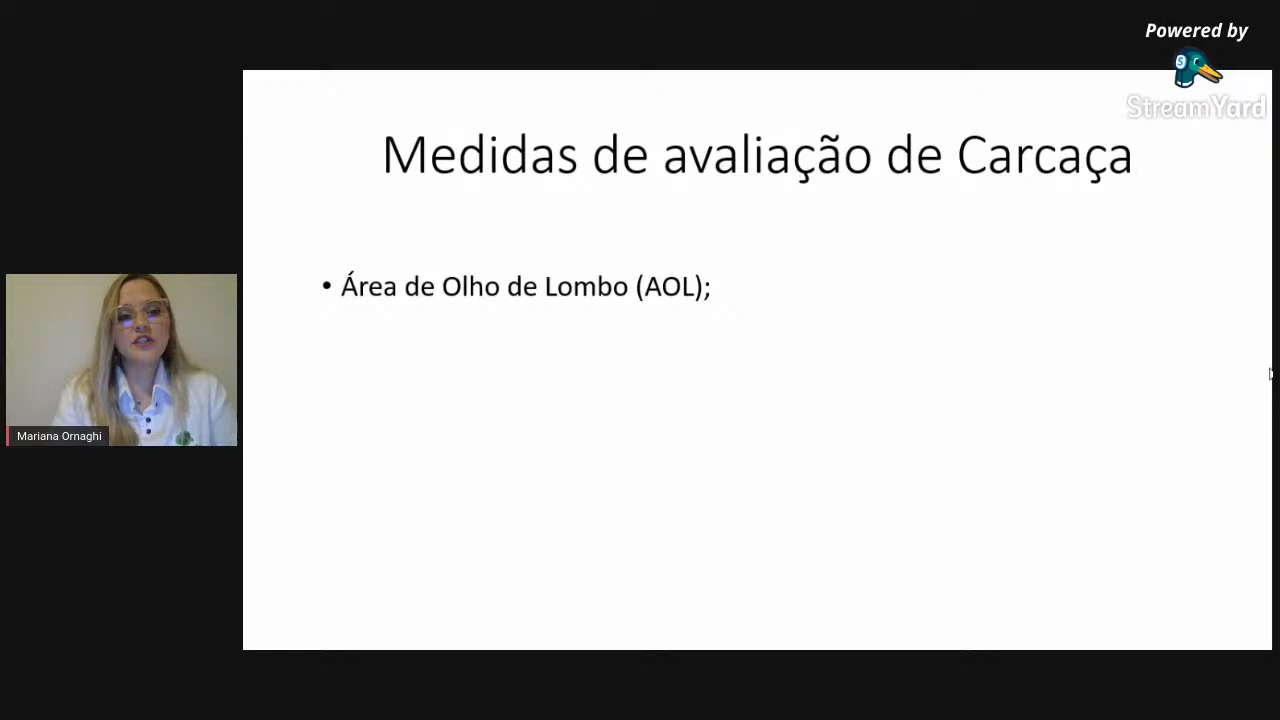 Powered by
StreamYard
Medidas de avaliação de Carcaça
• Área de Olho de Lombo (AOL);
Mariana Ornaghi